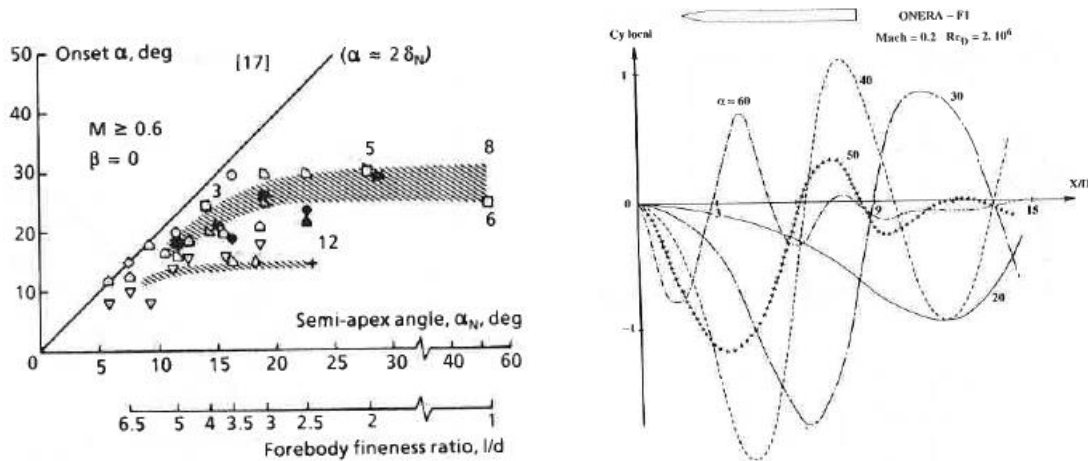 Onset α, deg
[17]
(α ≈ 2 δN)
50
40
30
20
10
0
M ≥ 0.6
β = 0
3
5
8
6
12
Semi-apex angle, αN, deg
0 5 10 15 20 25 30 50 60
6.5 5 4 3.5 3 2.5 2 1
Forebody fineness ratio, l/d
ONERA – F1
Mach = 0.2 ReD = 2. 10⁶
Cy local
1
0
-1
α = 60
40
30
50
20
3
9
15